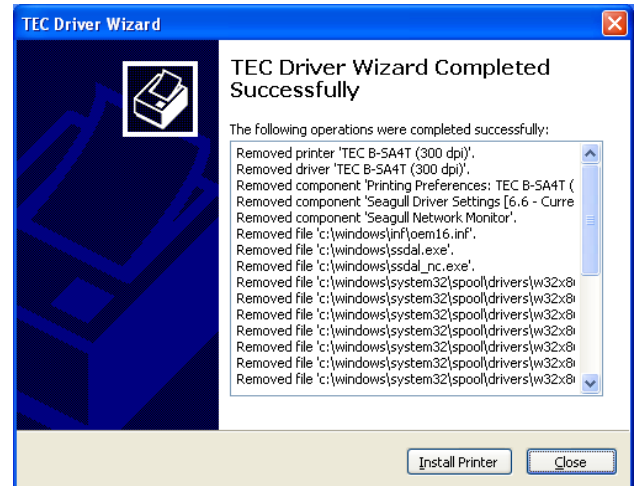 TEC Driver Wizard
TEC Driver Wizard Completed
Successfully
The following operations were completed successfully:
Removed printer 'TEC B-SA4T (300 dpi)'.
Removed driver 'TEC B-SA4T (300 dpi)'.
Removed component 'Printing Preferences: TEC B-SA4T (
Removed component 'Seagull Driver Settings [6.6 - Curre
Removed component 'Seagull Network Monitor'.
Removed file 'c:\windows\inf\oem16.inf'.
Removed file 'c:\windows\ssdal.exe'.
Removed file 'c:\windows\ssdal_nc.exe'.
Removed file 'c:\windows\system32\spool\drivers\w32x8
Removed file 'c:\windows\system32\spool\drivers\w32x8
Removed file 'c:\windows\system32\spool\drivers\w32x8
Removed file 'c:\windows\system32\spool\drivers\w32x8
Removed file 'c:\windows\system32\spool\drivers\w32x8
Removed file 'c:\windows\system32\spool\drivers\w32x8
Removed file 'c:\windows\system32\spool\drivers\w32x8
Install Printer
Close